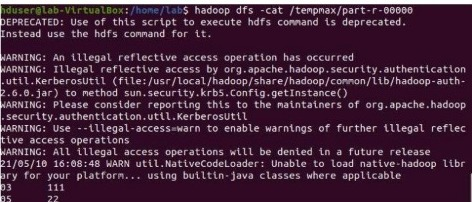 hduser@lab-VirtualBox:/home/lab$ hadoop dfs -cat /tempmax/part-r-00000
DEPRECATED: Use of this script to execute hdfs command is deprecated.
Instead use the hdfs command for it.
WARNING: An illegal reflective access operation has occurred
WARNING: Illegal reflective access by org.apache.hadoop.security.authentication
.util.KerberosUtil (file:/usr/local/hadoop/share/hadoop/common/lib/hadoop-auth-
2.6.0.jar) to method sun.security.krb5.Config.getInstance()
WARNING: Please consider reporting this to the maintainers of org.apache.hadoop
.security.authentication.util.KerberosUtil
WARNING: Use --illegal-access=warn to enable warnings of further illegal reflec
tive access operations
WARNING: All illegal access operations will be denied in a future release
21/05/10 16:08:48 WARN util.NativeCodeLoader: Unable to load native-hadoop libr
ary for your platform... using builtin-java classes where applicable
03 111
05 22